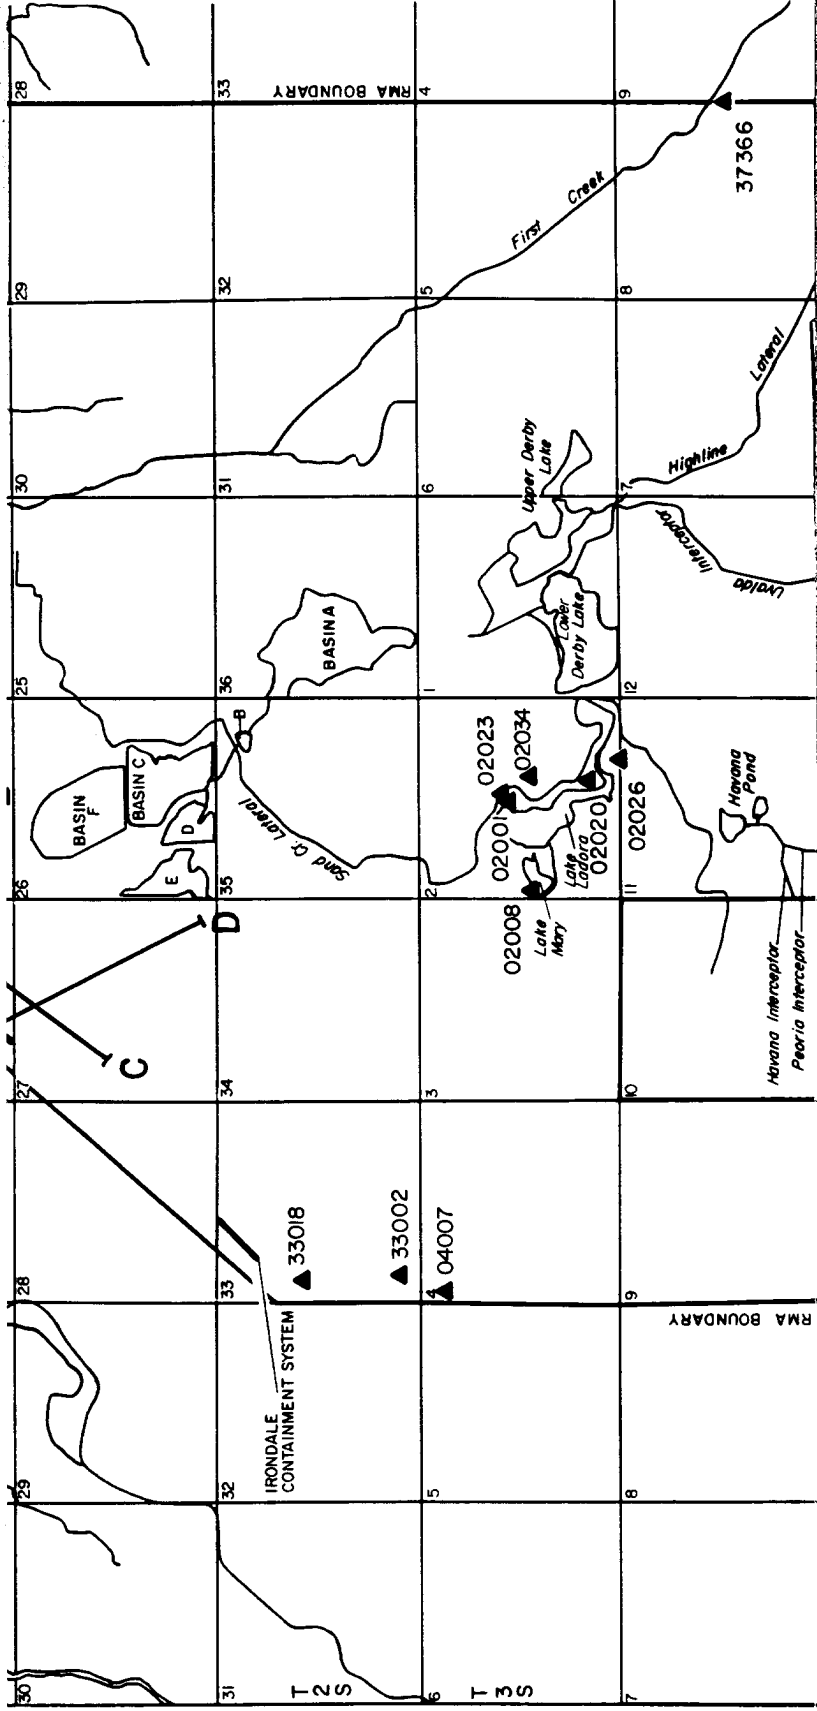 30
29
28
27
26
25
30
29
28
31
32
33
34
35
36
31
32
33
T 2 S
T 3 S
6
5
4
3
2
1
6
5
4
7
8
9
10
11
12
7
8
9
RMA BOUNDARY
RMA BOUNDARY
IRONDALE
CONTAINMENT SYSTEM
33018
33002
04007
C
D
BASIN
F
BASIN C
D
E
B
BASIN A
Sand Cr. Lateral
02023
02034
02001
02020
02026
02008
Lake
Mary
Lake
Ladora
Lower
Derby Lake
Upper Derby
Lake
Havana
Pond
Havana Interceptor
Peoria Interceptor
Uvalda Interceptor
Highline Lateral
First Creek
37366